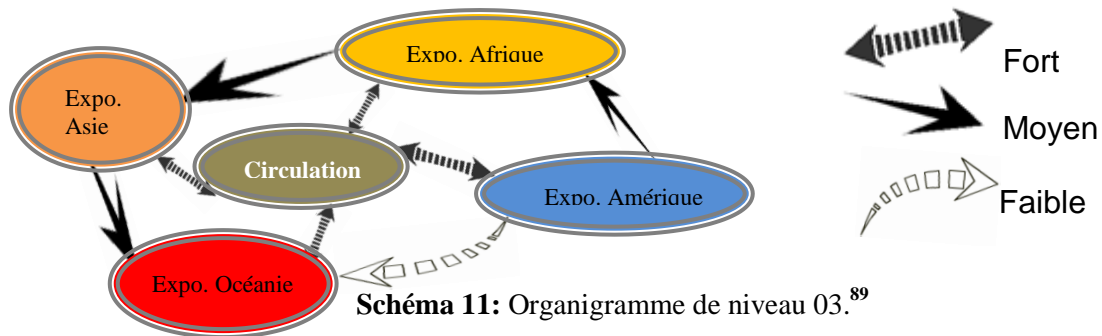 Expo. Afrique
Fort
Expo.
Asie
Moyen
Circulation
Expo. Amérique
Faible
Expo. Océanie
Schéma 11: Organigramme de niveau 03.89